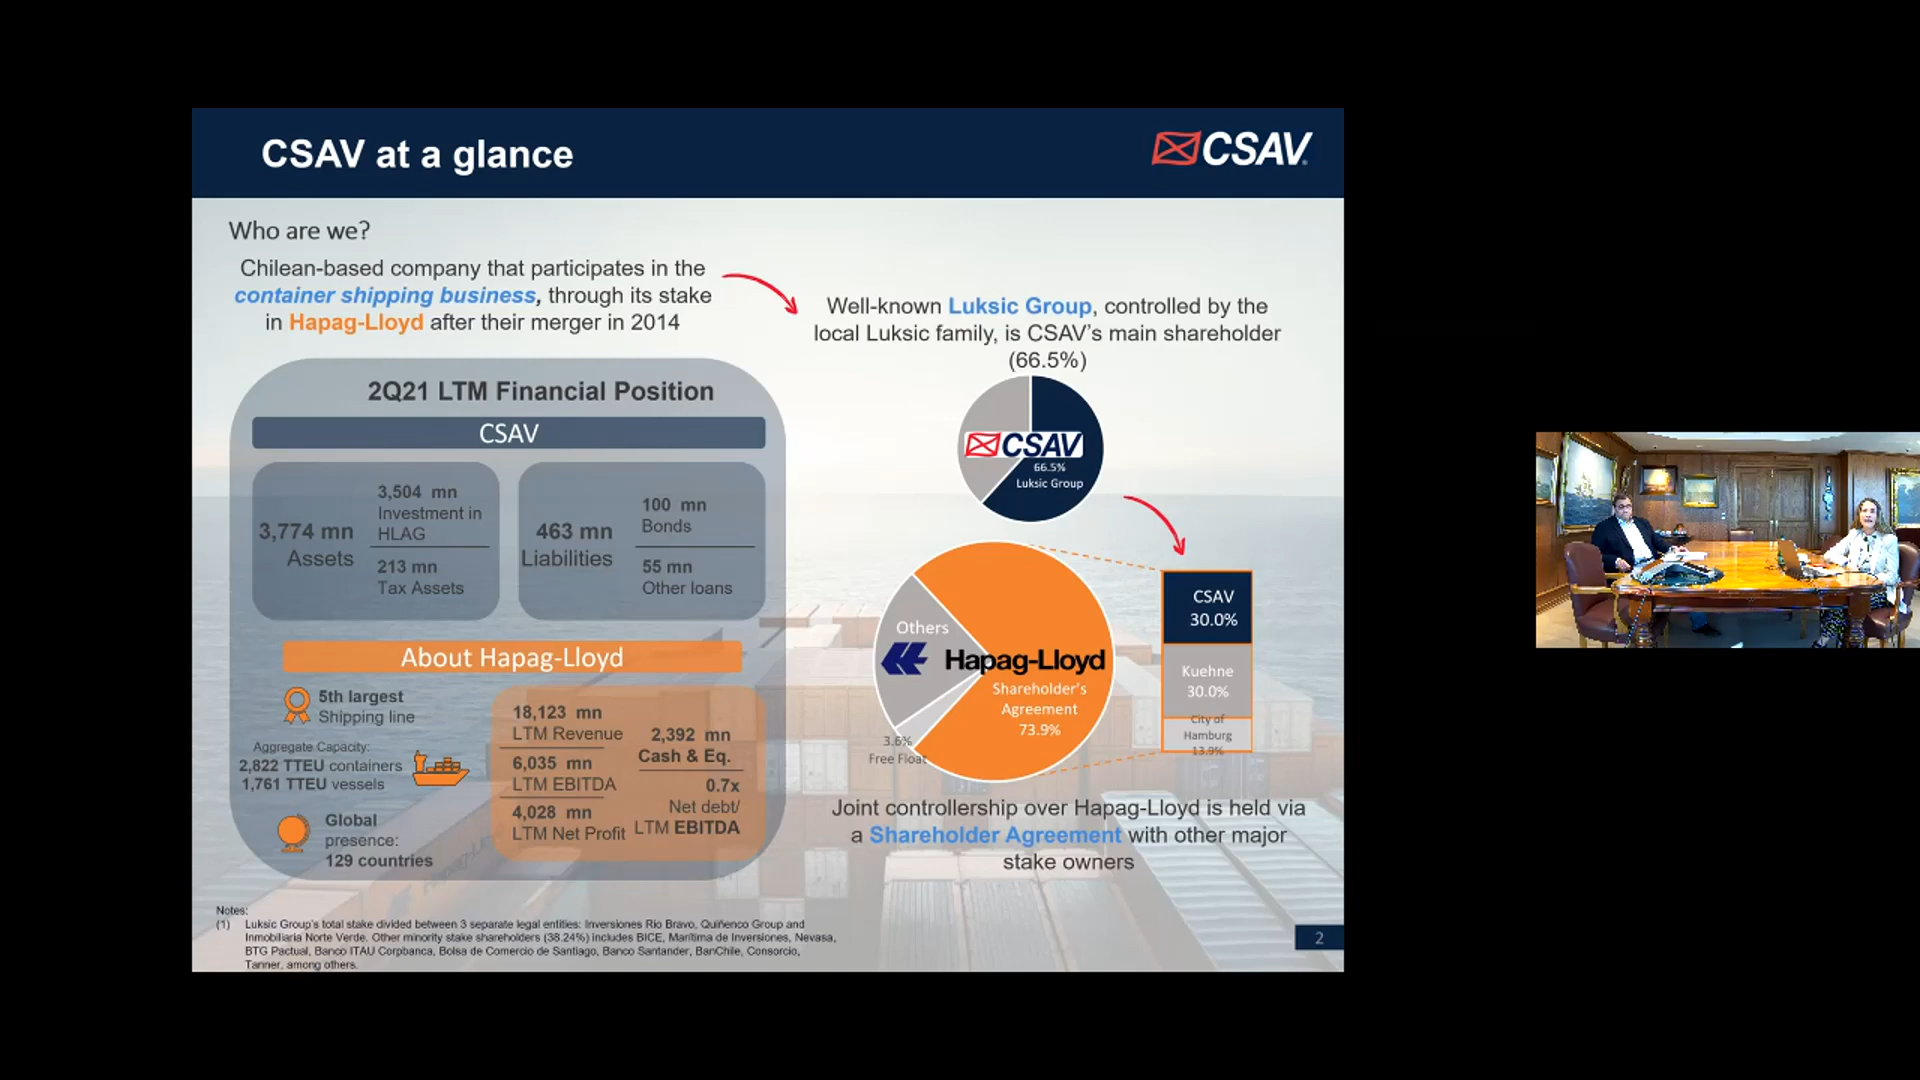 CSAV at a glance
CSAV
Who are we?
Chilean-based company that participates in the
container shipping business, through its stake
in Hapag-Lloyd after their merger in 2014
Well-known Luksic Group, controlled by the
local Luksic family, is CSAV's main shareholder
(66.5%)
2Q21 LTM Financial Position
CSAV
3,774 mn
Assets
3,504 mn
Investment in
HLAG
213 mn
Tax Assets
463 mn
Liabilities
100 mn
Bonds
55 mn
Other loans
About Hapag-Lloyd
5th largest
Shipping line
Aggregate Capacity:
2,822 TTEU containers
1,761 TTEU vessels
Global
presence:
129 countries
18,123 mn
LTM Revenue
6,035 mn
LTM EBITDA
4,028 mn
LTM Net Profit
2,392 mn
Cash & Eq.
0.7x
Net debt/
LTM EBITDA
CSAV
66.5%
Luksic Group
Others
Hapag-Lloyd
Shareholder's
Agreement
73.9%
3.6%
Free Float
CSAV
30.0%
Kuehne
30.0%
City of
Hamburg
13.9%
Joint controllership over Hapag-Lloyd is held via
a Shareholder Agreement with other major
stake owners
Notes:
(1) Luksic Group's total stake divided between 3 separate legal entities: Inversiones Rio Bravo, Quiñenco Group and
Inmobiliaria Norte Verde. Other minority stake shareholders (38.24%) includes BICE, Marítima de Inversiones, Nevasa,
BTG Pactual, Banco ITAU Corpbanca, Bolsa de Comercio de Santiago, Banco Santander, BanChile, Consorcio,
Tanner, among others.
2